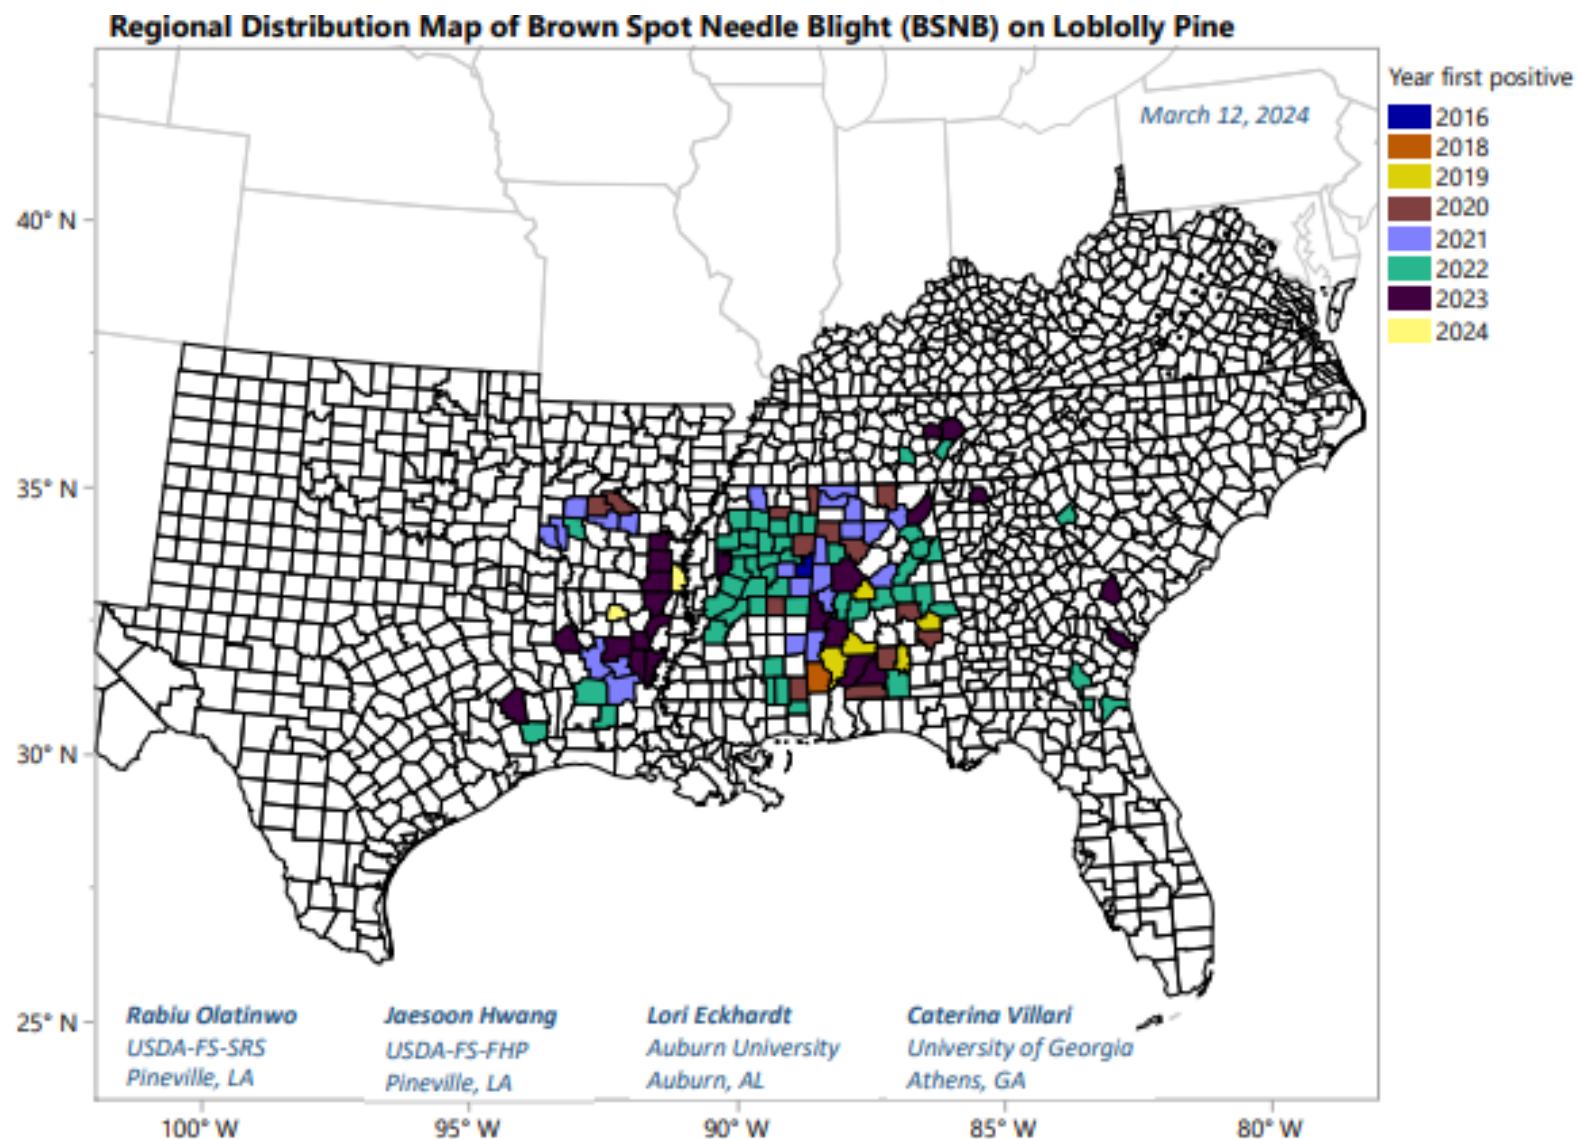 Regional Distribution Map of Brown Spot Needle Blight (BSNB) on Loblolly Pine
Year first positive
March 12, 2024
2016
2018
2019
2020
2021
2022
2023
2024
40° N
35° N
30° N
25° N
Rabiu Olatinwo
USDA-FS-SRS
Pineville, LA
Jaesoon Hwang
USDA-FS-FHP
Pineville, LA
Lori Eckhardt
Auburn University
Auburn, AL
Caterina Villari
University of Georgia
Athens, GA
100° W
95° W
90° W
85° W
80° W